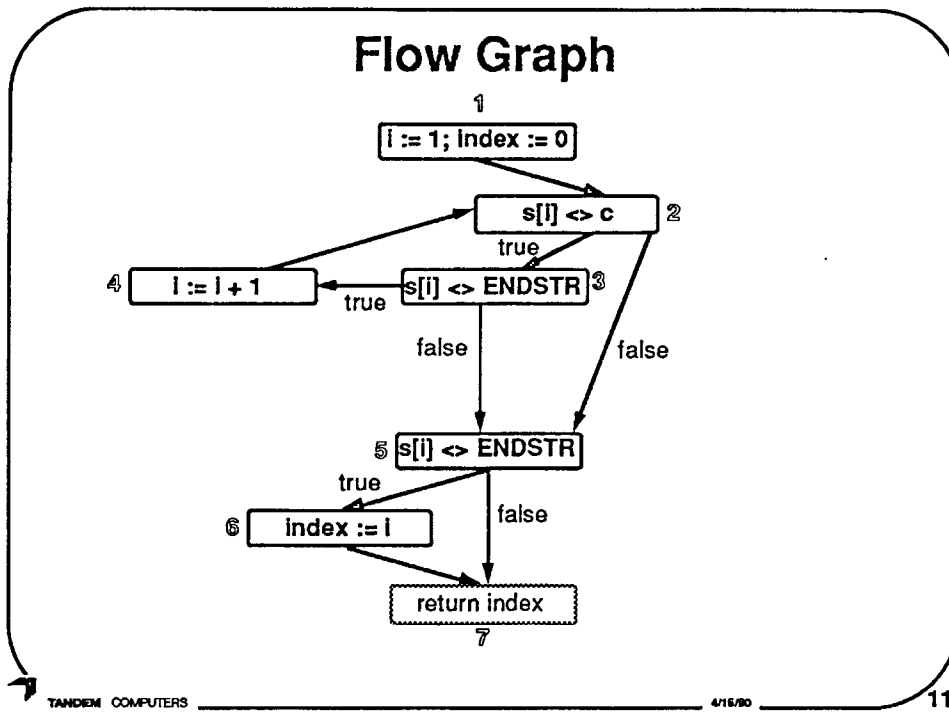 Flow Graph
1
i := 1; index := 0
s[i] <> c 2
true
4 i := i + 1
true
s[i] <> ENDSTR 3
false
false
5 s[i] <> ENDSTR
true
6 index := i
false
return index
7
TANDEM COMPUTERS
4/16/90
11